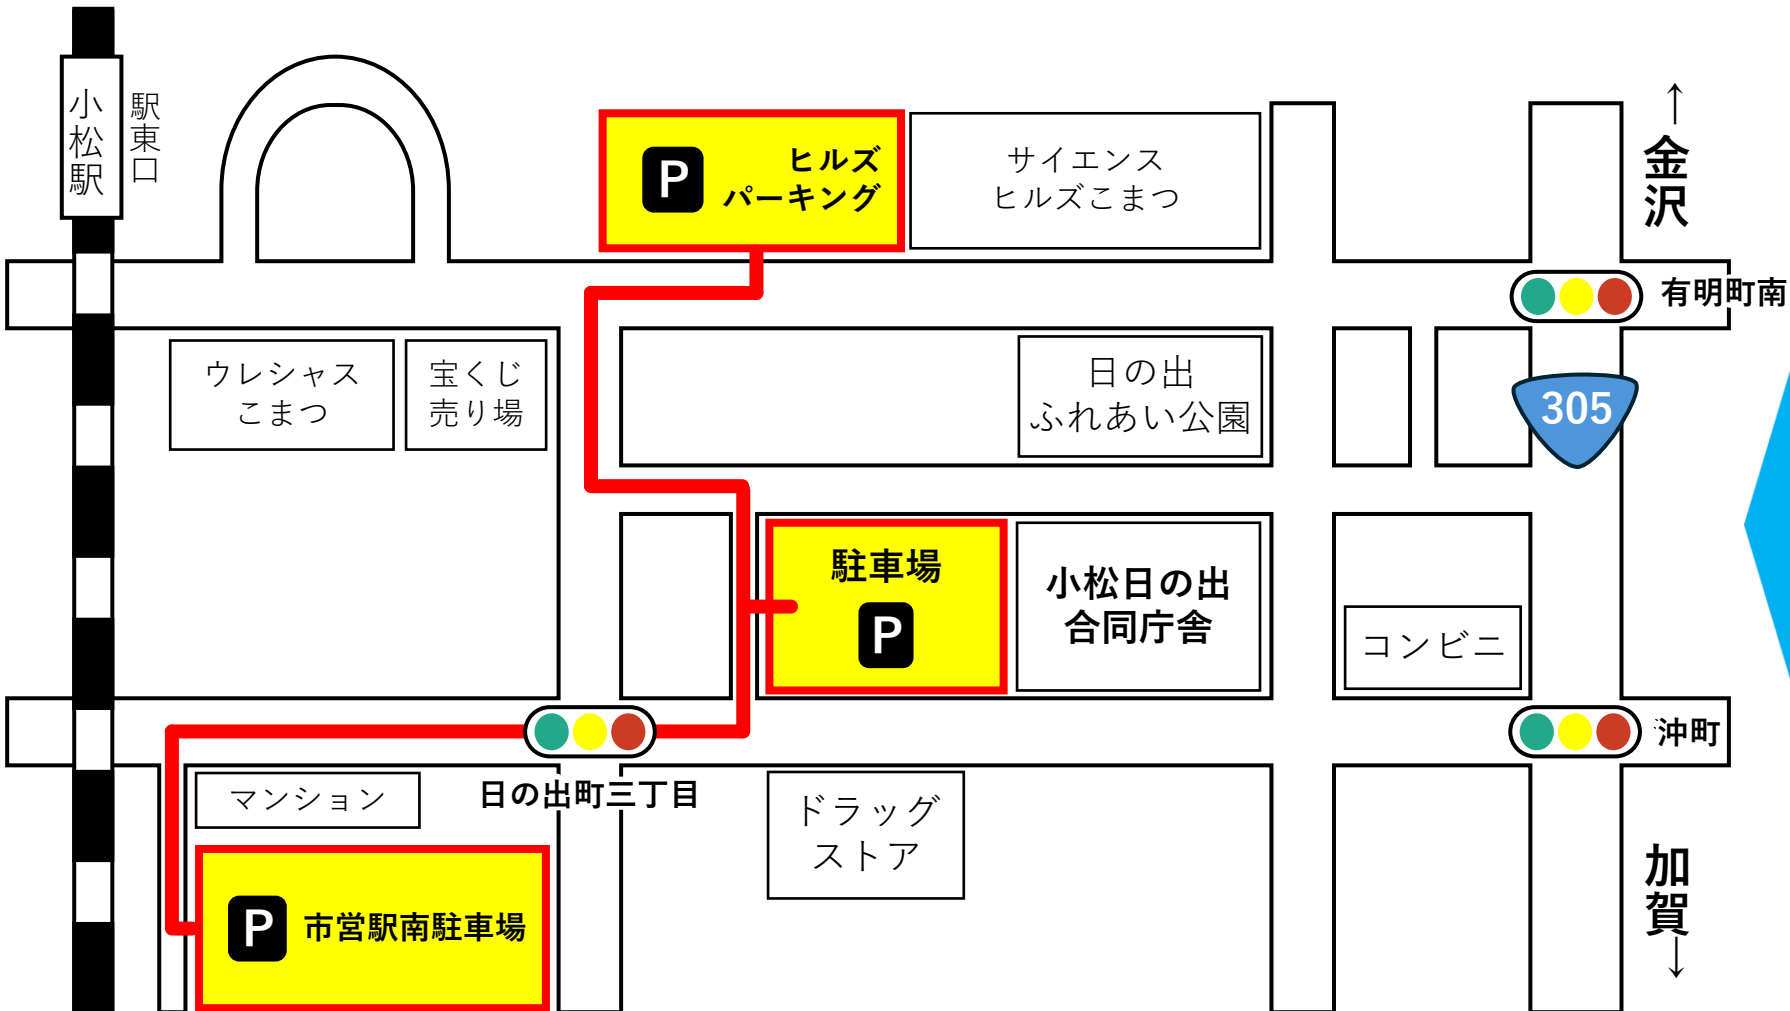 小松駅
駅東口
P
ヒルズ
パーキング
サイエンス
ヒルズこまつ
↑
金沢
有明町南
ウレシャス
こまつ
宝くじ
売り場
日の出
ふれあい公園
305
駐車場
P
小松日の出
合同庁舎
コンビニ
沖町
マンション
日の出町三丁目
ドラッグ
ストア
P
市営駅南駐車場
加賀
↓